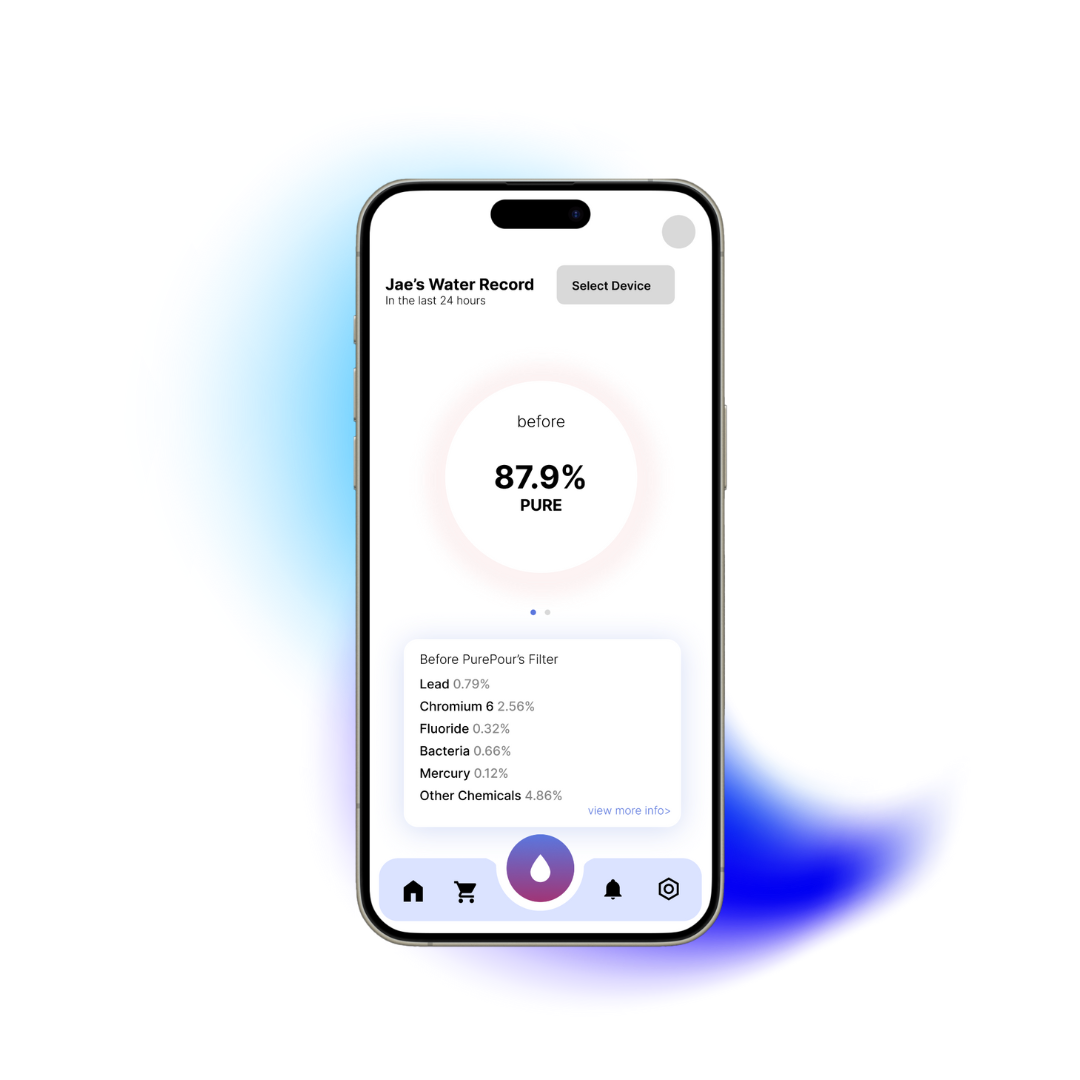 Jae’s Water Record
In the last 24 hours
Select Device
before
87.9%
PURE
Before PurePour’s Filter
Lead 0.79%
Chromium 6 2.56%
Fluoride 0.32%
Bacteria 0.66%
Mercury 0.12%
Other Chemicals 4.86%
view more info>